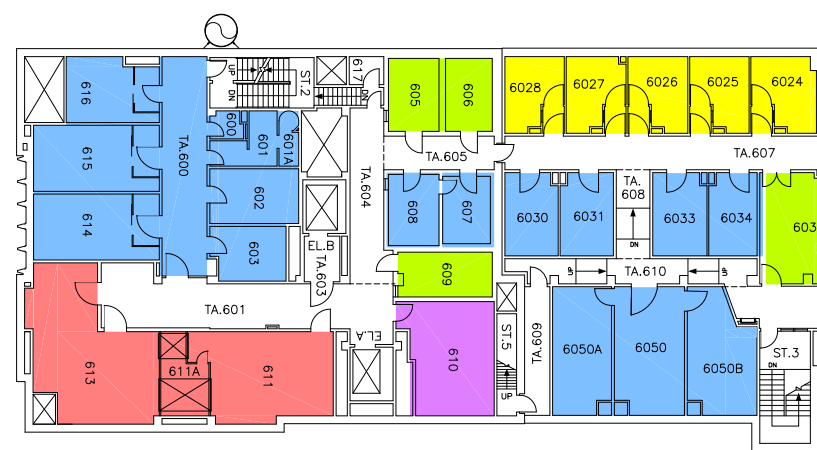 616
UP
DN
ST.2
617
DN
605
606
6028
6027
6026
6025
6024
600
601
601A
TA.600
615
TA.604
TA.605
TA.607
602
608
607
6030
6031
TA.
608
DN
6033
6034
603
614
603
EL.B
TA.603
609
UP
TA.610
UP
TA.601
EL.A
610
ST.5
UP
TA.609
6050A
6050
6050B
ST.3
DN
613
611A
611